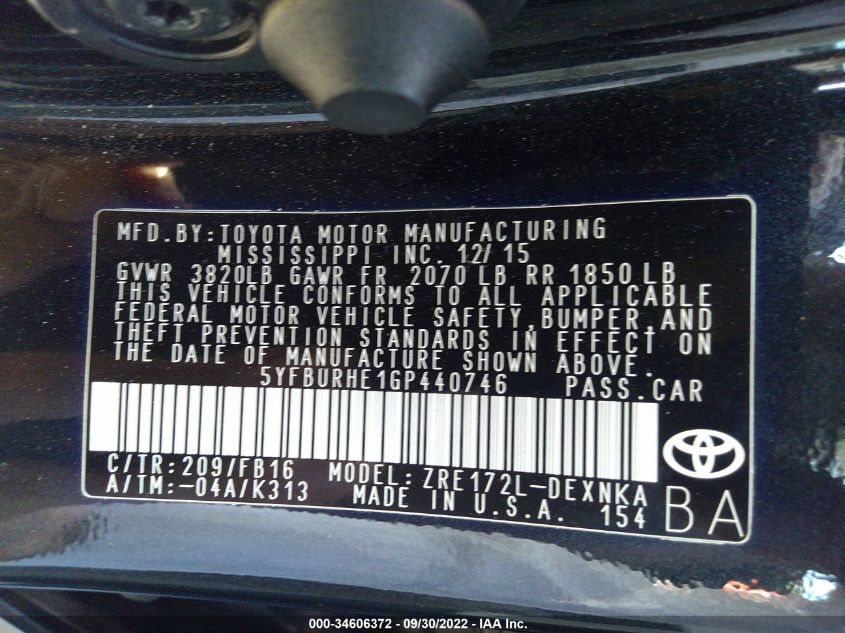 MFD.BY:TOYOTA MOTOR MANUFACTURING
MISSISSIPPI INC. 12/15
GVWR 3820LB GAWR FR 2070 LB RR 1850 LB
THIS VEHICLE CONFORMS TO ALL APPLICABLE
FEDERAL MOTOR VEHICLE SAFETY,BUMPER,AND
THEFT PREVENTION STANDARDS IN EFFECT ON
THE DATE OF MANUFACTURE SHOWN ABOVE.
5YFBURHE1GP440746 PASS.CAR
C/TR:209/FB16 MODEL:ZRE172L-DEXNKA
A/TM:-04A/K313 MADE IN U.S.A. 154
BA
000-34606372 - 09/30/2022 - IAA Inc.